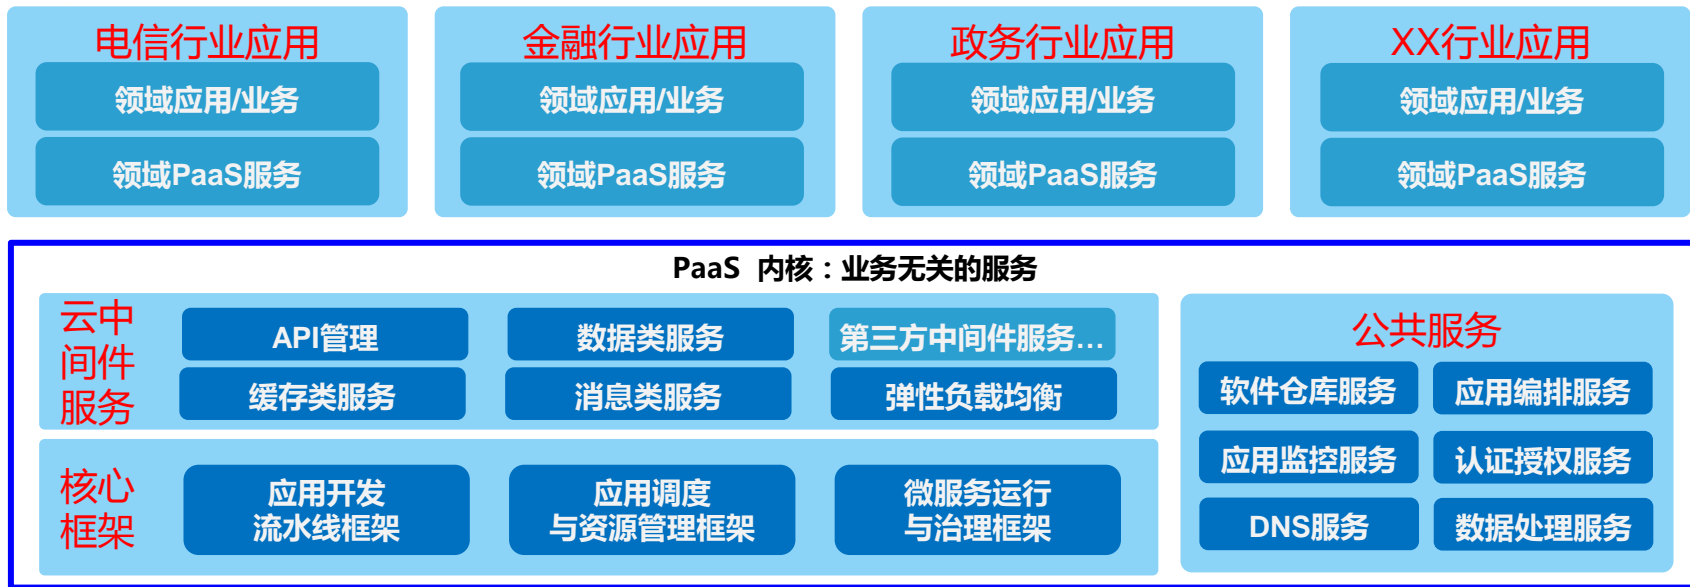 电信行业应用
领域应用/业务
领域PaaS服务
金融行业应用
领域应用/业务
领域PaaS服务
政务行业应用
领域应用/业务
领域PaaS服务
XX行业应用
领域应用/业务
领域PaaS服务
PaaS 内核：业务无关的服务
云中
间件
服务
API管理
数据类服务
第三方中间件服务…
缓存类服务
消息类服务
弹性负载均衡
核心
框架
应用开发
流水线框架
应用调度
与资源管理框架
微服务运行
与治理框架
公共服务
软件仓库服务
应用编排服务
应用监控服务
认证授权服务
DNS服务
数据处理服务